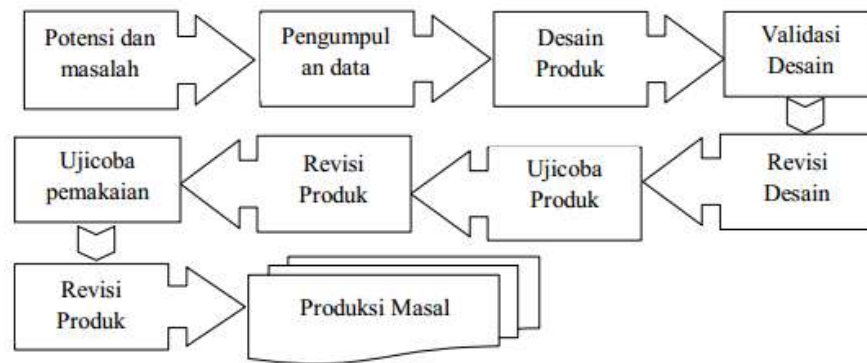 Potensi dan
masalah
Pengumpul
an data
Desain
Produk
Validasi
Desain
Revisi
Desain
Ujicoba
Produk
Revisi
Produk
Ujicoba
pemakaian
Revisi
Produk
Produksi Masal